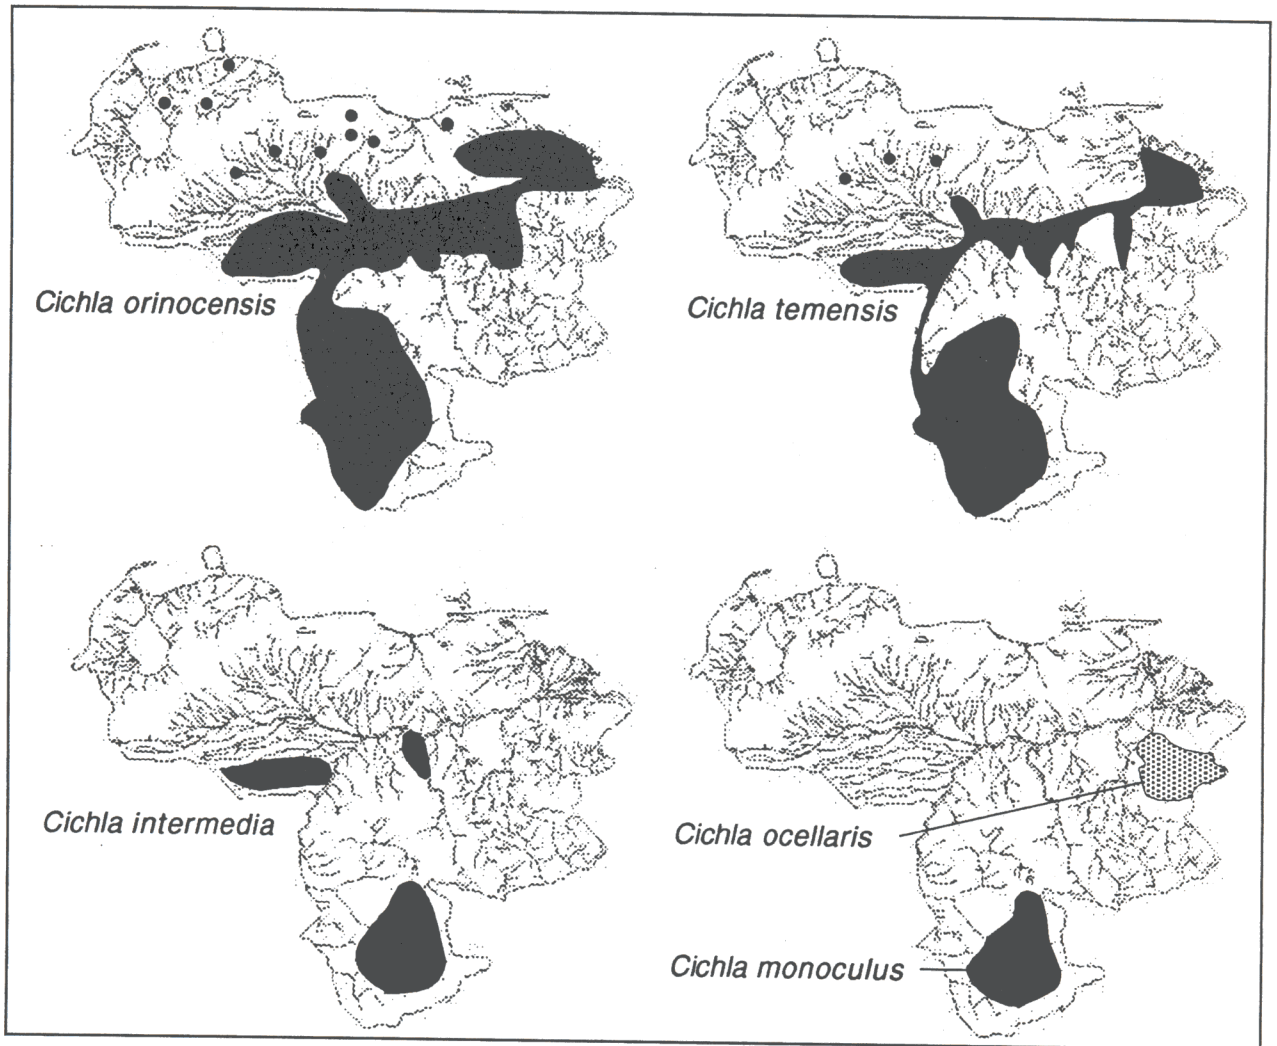 Cichla orinocensis
Cichla temensis
Cichla intermedia
Cichla ocellaris
Cichla monoculus